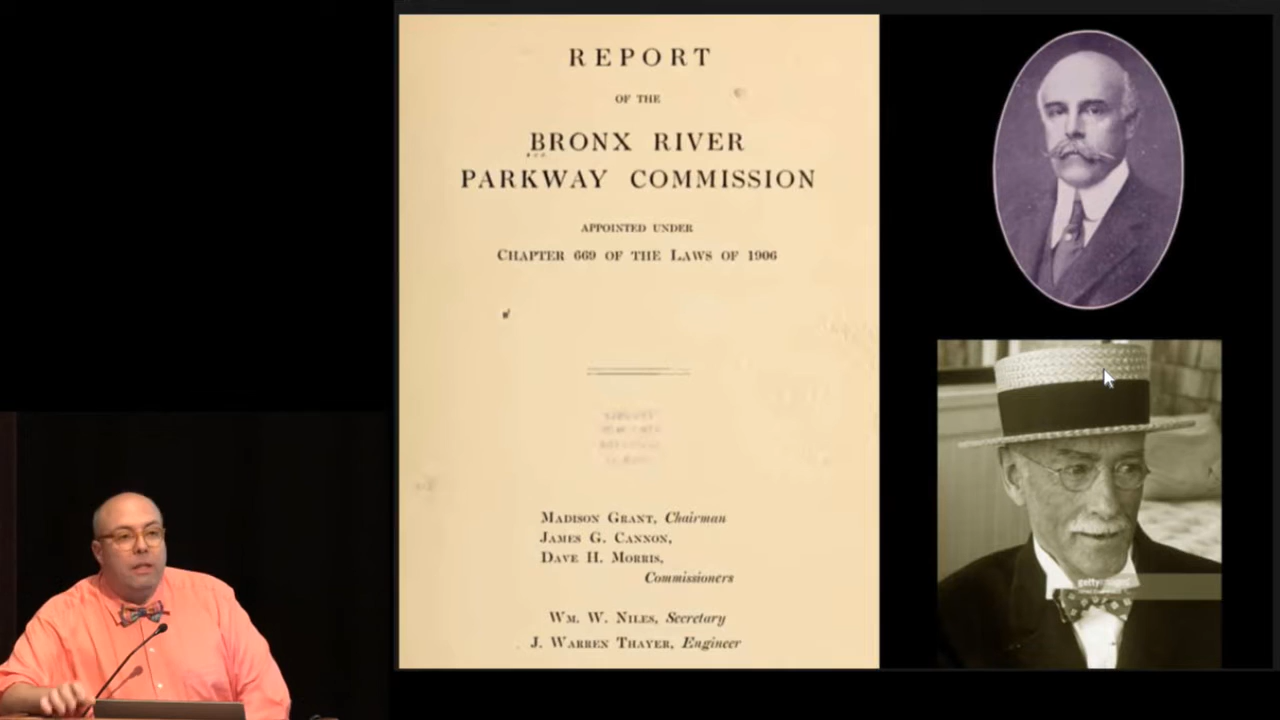 REPORT
OF THE
BRONX RIVER
PARKWAY COMMISSION
APPOINTED UNDER
CHAPTER 669 OF THE LAWS OF 1906
MADISON GRANT, Chairman
JAMES G. CANNON,
DAVE H. MORRIS,
Commissioners
WM. W. NILES, Secretary
J. WARREN THAYER, Engineer
gettyimages